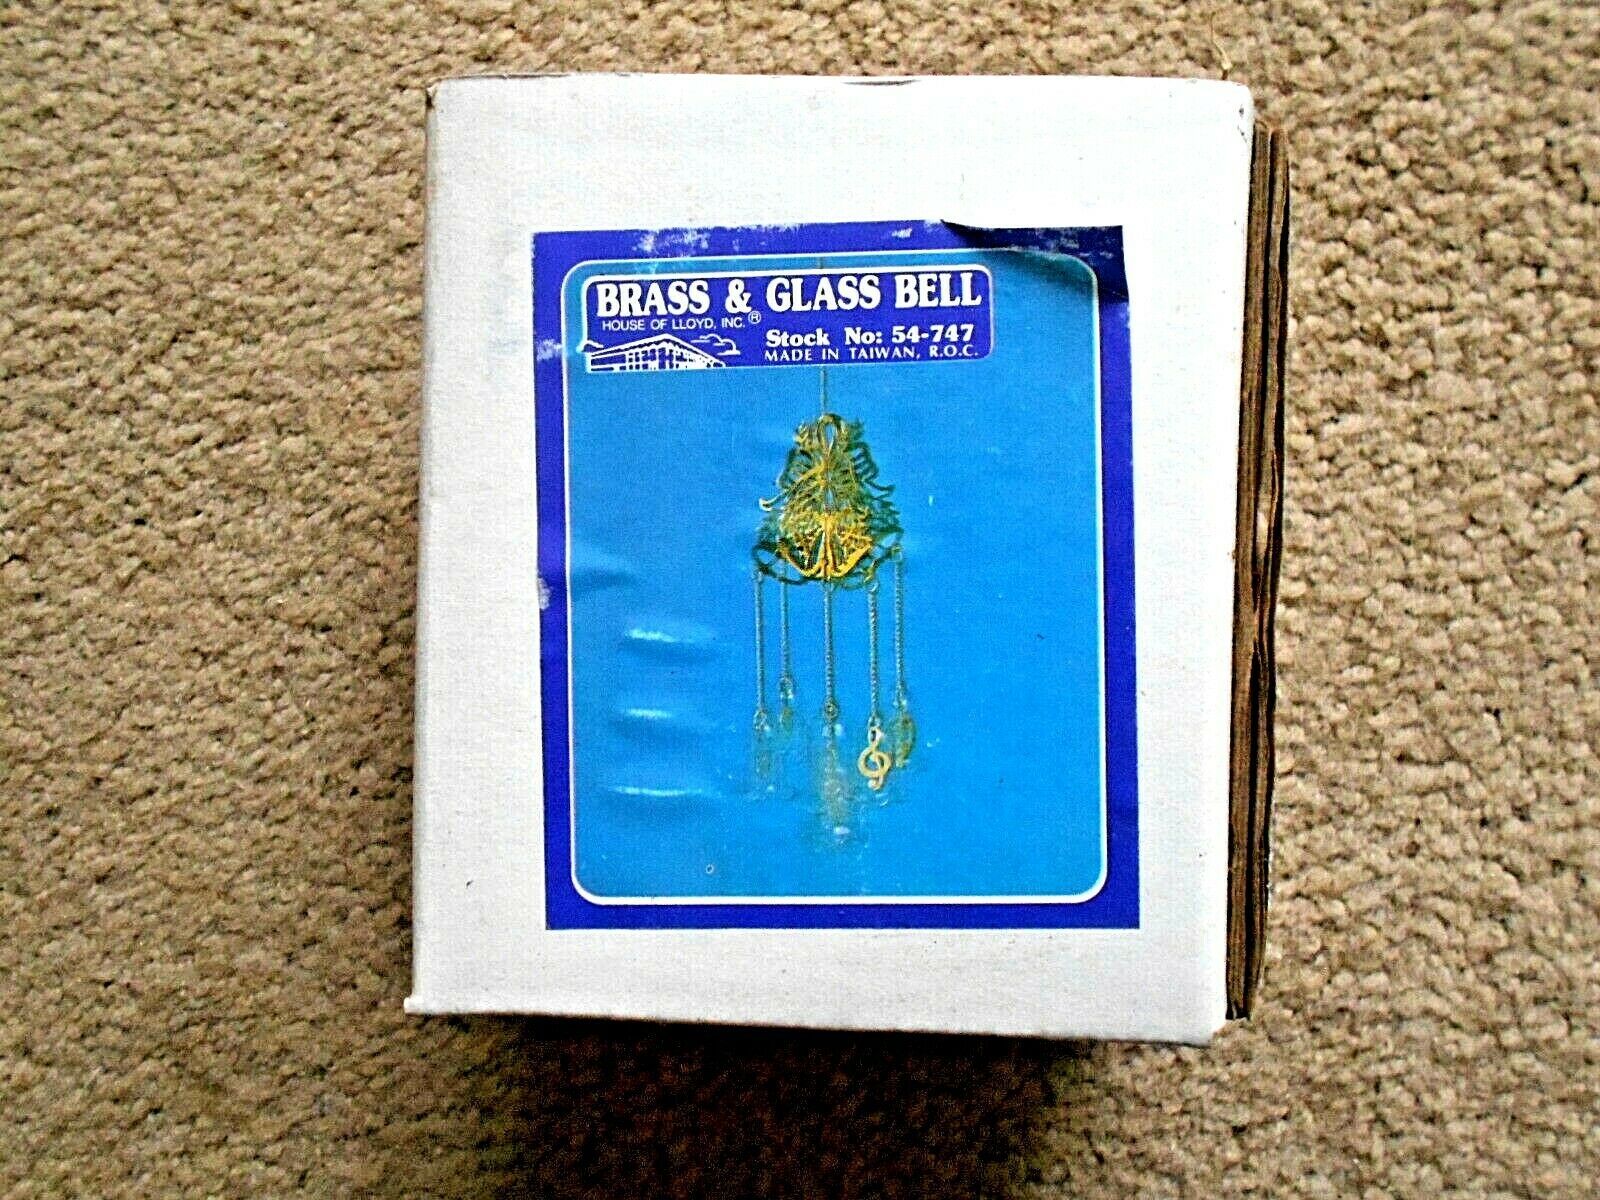 BRASS & GLASS BELL
HOUSE OF LLOYD, INC.®
Stock No: 54-747
MADE IN TAIWAN, R.O.C.